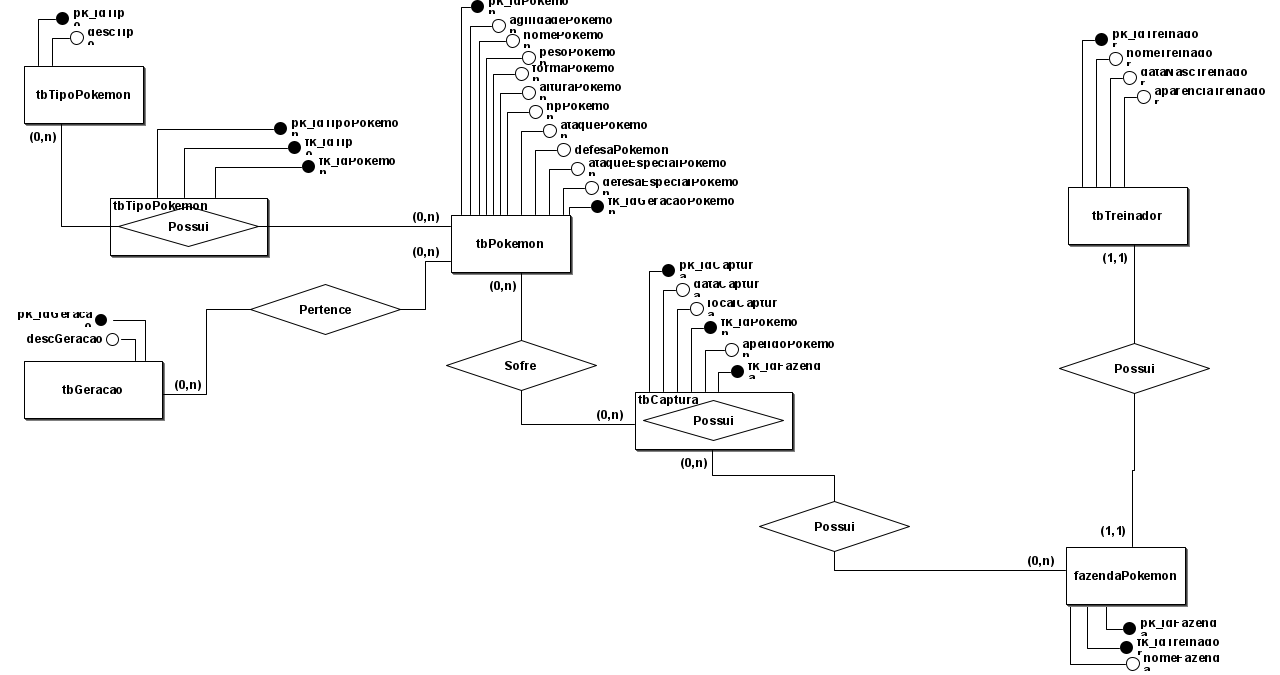 pk_idTip
o
descTip
o
tbTipoPokemon
(0,n)
pk_idTipoPokemo
n
fk_idTip
o
fk_idPokemo
n
tbTipoPokemon
Possui
(0,n)
pk_idPokemo
n
agilidadePokemo
n
nomePokemo
n
pesoPokemo
n
formaPokemo
n
alturaPokemo
n
hpPokemo
n
ataquePokemo
n
defesaPokemon
ataqueEspecialPokemo
n
defesaEspecialPokemo
n
fk_idGeracaoPokemo
n
tbPokemon
(0,n)
(0,n)
Pertence
pk_idGeraca
o
descGeracao
tbGeracao
(0,n)
Sofre
(0,n)
pk_idCaptur
a
dataCaptur
a
localCaptur
a
fk_idPokemo
n
apelidoPokemo
n
fk_idFazend
a
tbCaptura
Possui
(0,n)
Possui
(0,n)
pk_idTreinado
r
nomeTreinado
r
dataNascTreinado
r
aparenciaTreinado
r
tbTreinador
(1,1)
Possui
(1,1)
fazendaPokemon
pk_idFazend
a
fk_idTreinado
r
nomeFazend
a